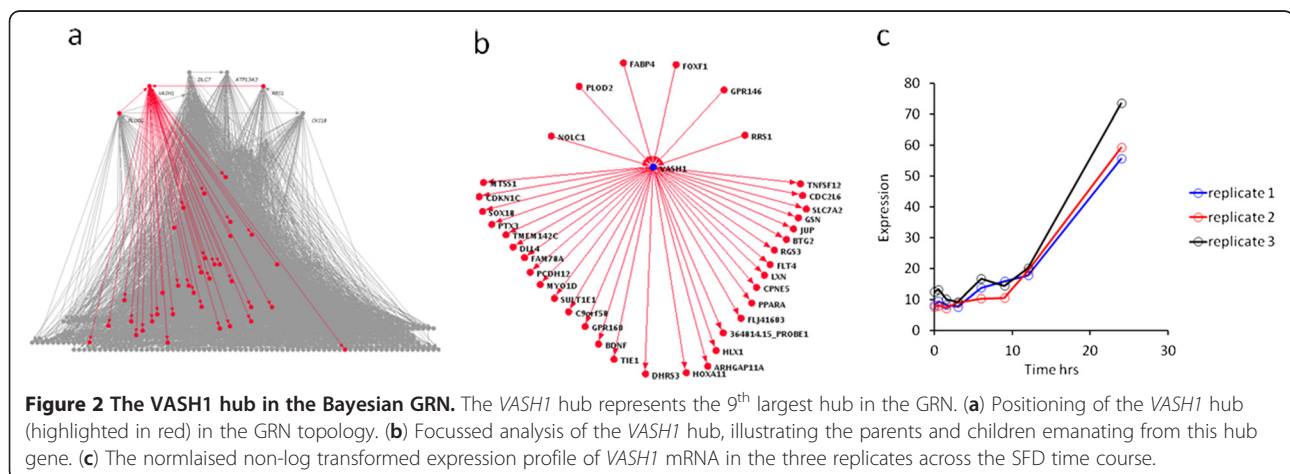 a
DLC7
ATP13A3
VASH1
RRS1
PLOD2
b
FABP4
FOXF1
PLOD2
GPR146
NOLC1
RRS1
VASH1
MTSS1
CDKN1C
SOX18
PTX3
TMEM142C
DLL4
FAM78A
PCDH12
MYO1D
SULT1E1
C9orf58
GPR160
BDNF
TIE1
DHRS3
HOXA11
ARHGAP11A
HLX1
364814.15_PROBE1
FLJ41603
PPARA
CPNE5
LXN
FLT4
RGS3
BTG2
JUP
GSN
SLC7A2
CDC2L6
TNFSF12
c
80
70
60
50
40
30
20
10
0
Expression
0
10
20
30
Time hrs
replicate 1
replicate 2
replicate 3
Figure 2 The VASH1 hub in the Bayesian GRN. The VASH1 hub represents the 9th largest hub in the GRN. (a) Positioning of the VASH1 hub
(highlighted in red) in the GRN topology. (b) Focussed analysis of the VASH1 hub, illustrating the parents and children emanating from this hub
gene. (c) The normlaised non-log transformed expression profile of VASH1 mRNA in the three replicates across the SFD time course.